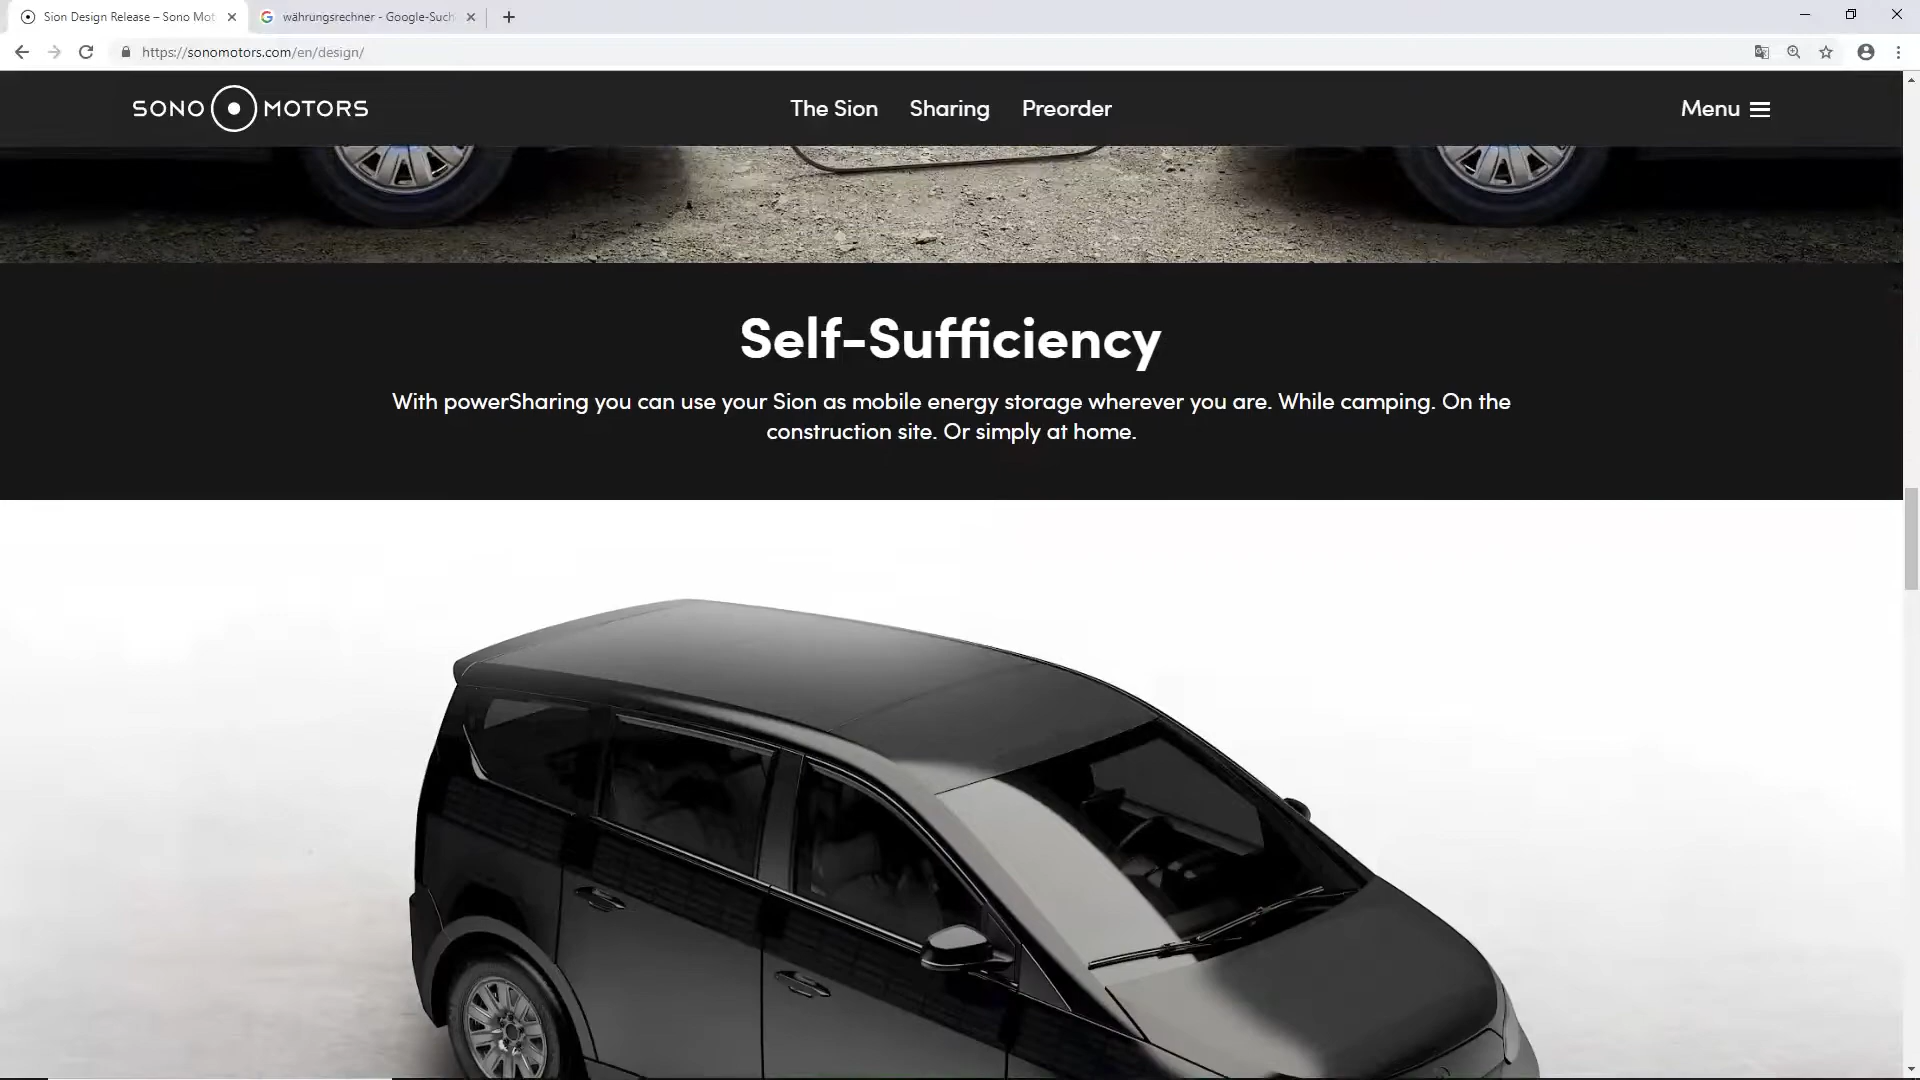 Sion Design Release – Sono Mot
währungsrechner - Google-Such
https://sonomotors.com/en/design/
SONO MOTORS
The Sion
Sharing
Preorder
Menu
Self-Sufficiency
With powerSharing you can use your Sion as mobile energy storage wherever you are. While camping. On the
construction site. Or simply at home.